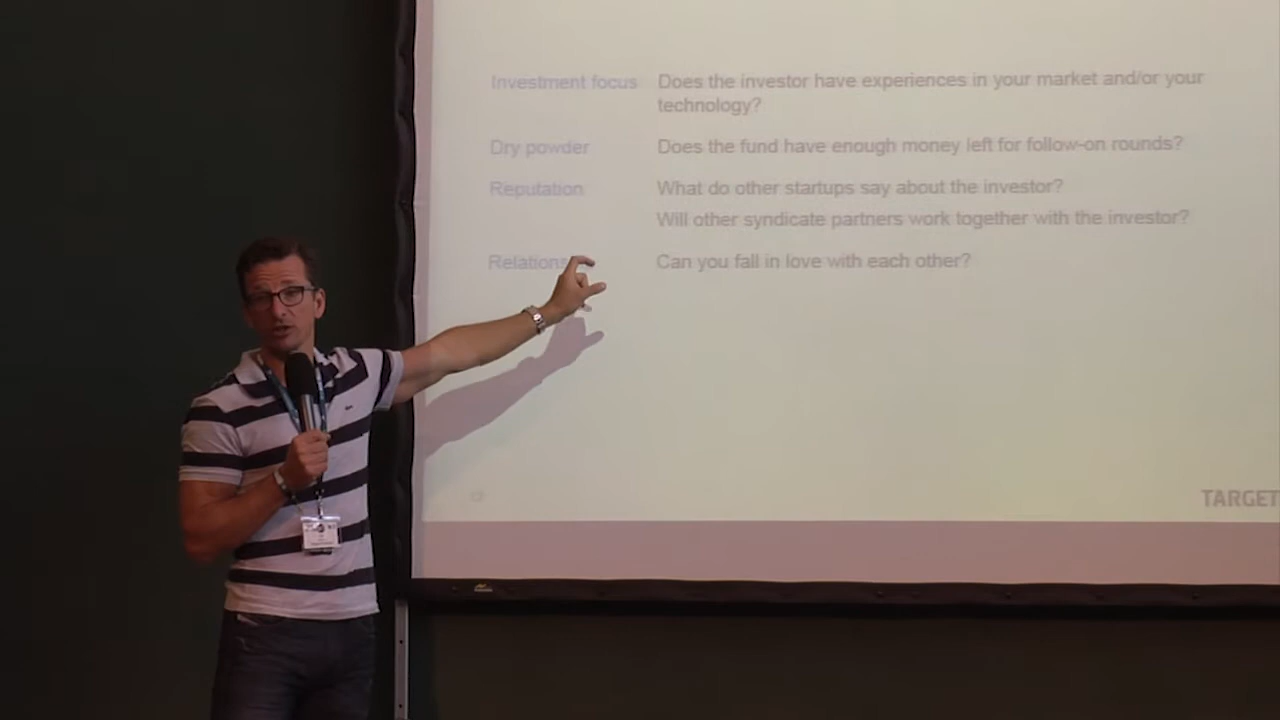 Investment focus Does the investor have experiences in your market and/or your
technology?
Dry powder Does the fund have enough money left for follow-on rounds?
Reputation What do other startups say about the investor?
Will other syndicate partners work together with the investor?
Relations Can you fall in love with each other?
TARGET